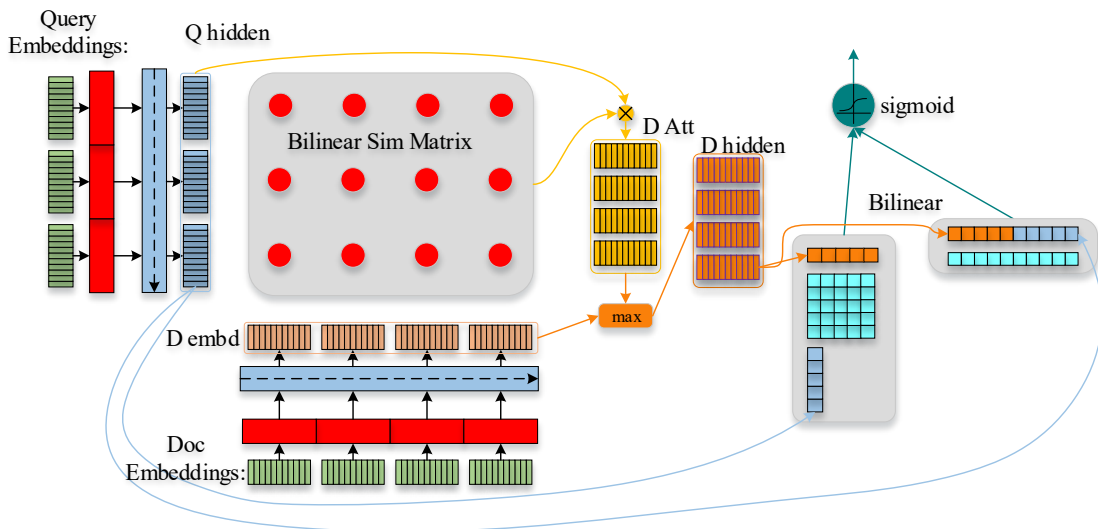 Query
Embeddings:
Q hidden
Bilinear Sim Matrix
D Att
D hidden
sigmoid
Bilinear
max
D embd
Doc
Embeddings: